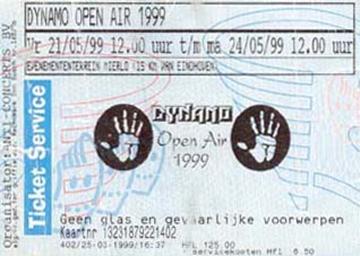 DYNAMO OPEN AIR 1999
Vr 21/05/99 12.00 uur t/m ma 24/05/99 12.00 uur
EVENEMENTENTERREIN MIERLO 15 KM VAN EINDHOVEN
DYNAMO
Open Air
1999
Geen glas en gevaarlijke voorwerpen
Kaartnr 13231879221402
402/25-03-1999/16:37 HFL 125.00
servicekosten Hfl 6.50
Ticket Service
Organisator: